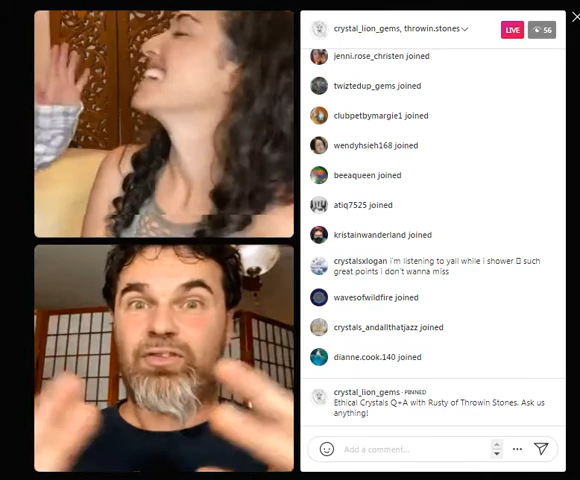 crystal_lion_gems, throwin.stones
LIVE
56
jenni.rose_christen joined
twiztedup_gems joined
clubpetbymargie1 joined
wendyhsieh168 joined
beeaqueen joined
atiq7525 joined
kristainwanderland joined
crystalsxlogan i'm listening to yall while i shower such
great points i don't wanna miss
wavesofwildfire joined
crystals_andallthatjazz joined
dianne.cook.140 joined
crystal_lion_gems · PINNED
Ethical Crystals Q+A with Rusty of Throwin Stones. Ask us
anything!
Add a comment...